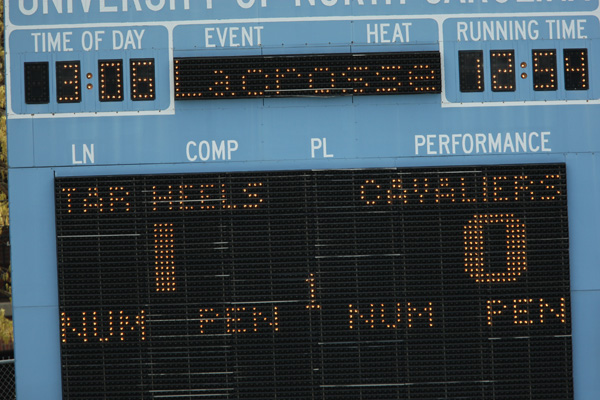 UNIVERSITY OF NORTH CAROLINA
TIME OF DAY EVENT HEAT RUNNING TIME
3:06 Lacrosse 12:54
LN COMP PL PERFORMANCE
TAR HEELS CAVALIERS
1 0
1
NUM PEN NUM PEN